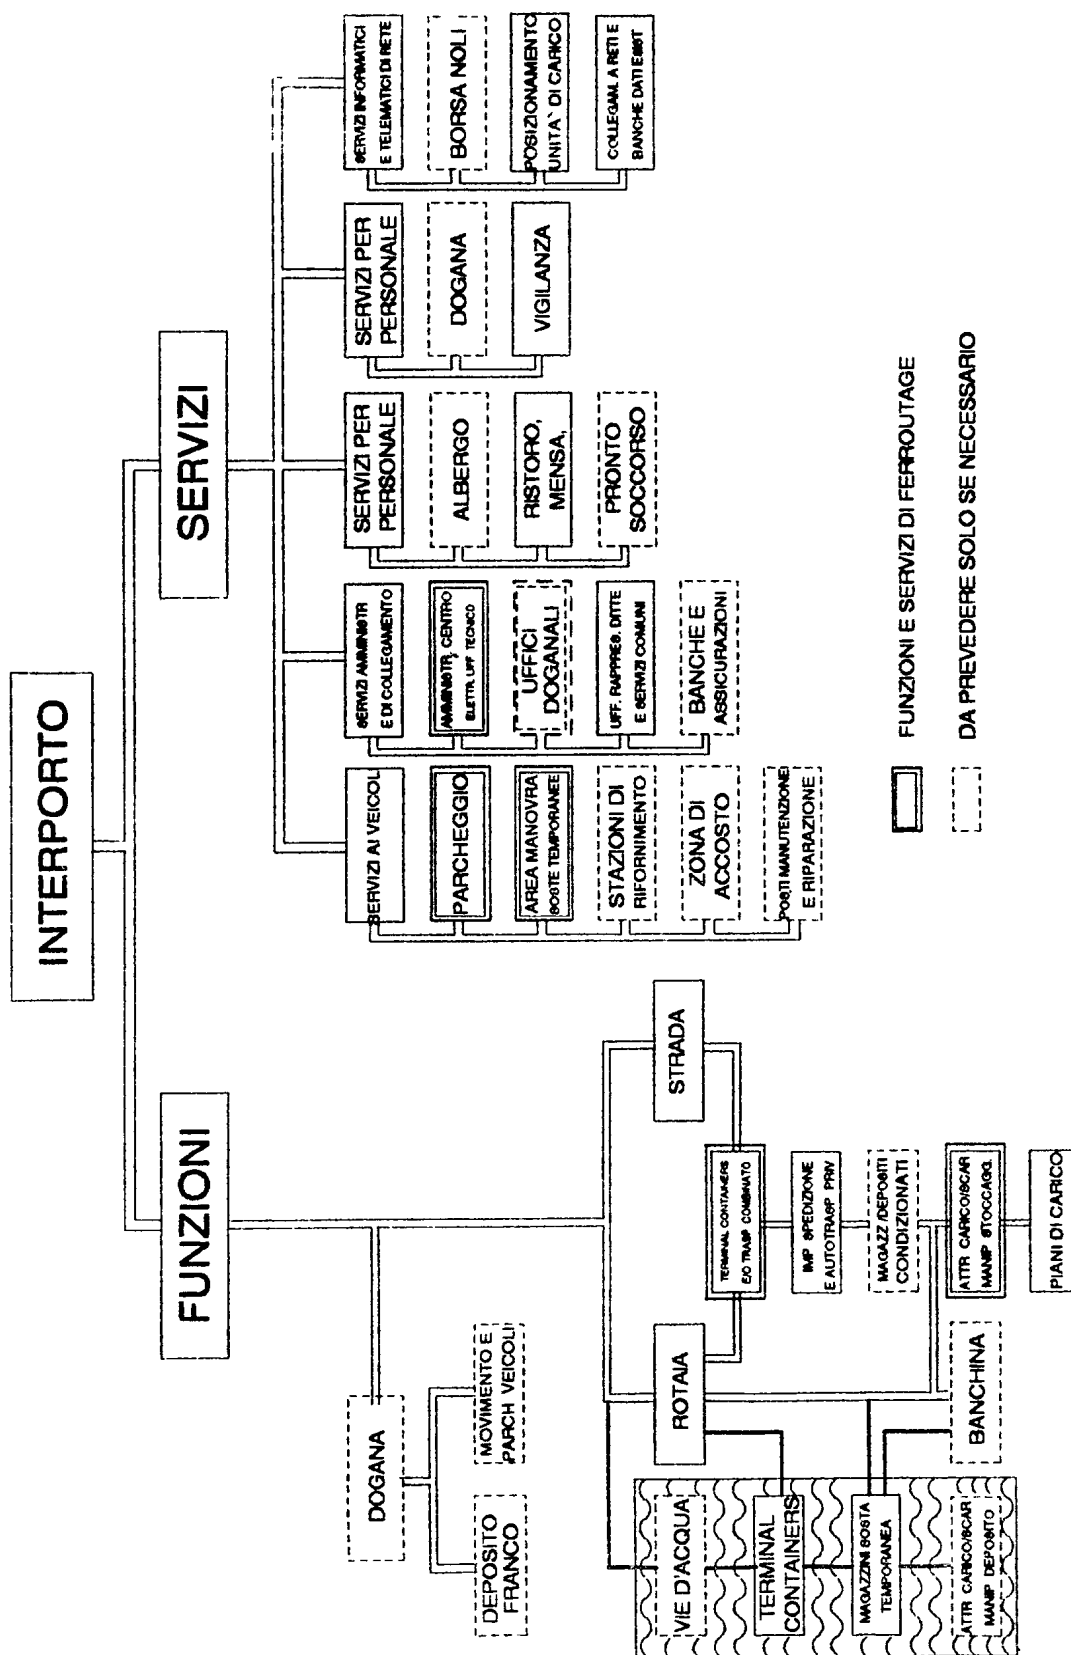 INTERPORTO
FUNZIONI
SERVIZI
DOGANA
DEPOSITO
FRANCO
MOVIMENTO E
PARCH VEICOLI
VIE D'ACQUA
ROTAIA
STRADA
TERMINAL
CONTAINERS
TERMINAL CONTAINERS
E/O TRASP COMBINATO
IMP SPEDIZIONE
E AUTOTRASP PRIV
MAGAZZINI SOSTA
TEMPORANEA
MAGAZZ/DEPOSITI
CONDIZIONATI
ATTR CARICO/SCAR
MANIP DEPOSITO
BANCHINA
ATTR CARICO/SCAR
MANIP STOCCAGG.
PIANI DI CARICO
SERVIZI AI VEICOLI
PARCHEGGIO
AREA MANOVRA
SOSTE TEMPORANEE
STAZIONI DI
RIFORNIMENTO
ZONA DI
ACCOSTO
POSTI MANUTENZIONE
E RIPARAZIONE
SERVIZI AMMINISTR
E DI COLLEGAMENTO
AMMINISTR, CENTRO
ELETTR. UFF TECNICO
UFFICI
DOGANALI
UFF. RAPPRES. DITTE
E SERVIZI COMUNI
BANCHE E
ASSICURAZIONI
SERVIZI PER
PERSONALE
ALBERGO
RISTORO,
MENSA,
PRONTO
SOCCORSO
SERVIZI PER
PERSONALE
DOGANA
VIGILANZA
SERVIZI INFORMATICI
E TELEMATICI DI RETE
BORSA NOLI
POSIZIONAMENTO
UNITA` DI CARICO
COLLEGAM. A RETI E
BANCHE DATI
FUNZIONI E SERVIZI DI FERROUTAGE
DA PREVEDERE SOLO SE NECESSARIO